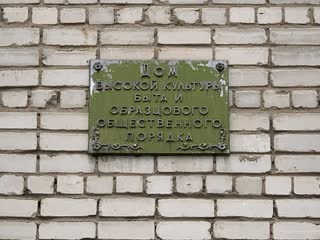 ДОМ
ВЫСОКОЙ КУЛЬТУРЫ
БЫТА И
ОБРАЗЦОВОГО
ОБЩЕСТВЕННОГО
ПОРЯДКА